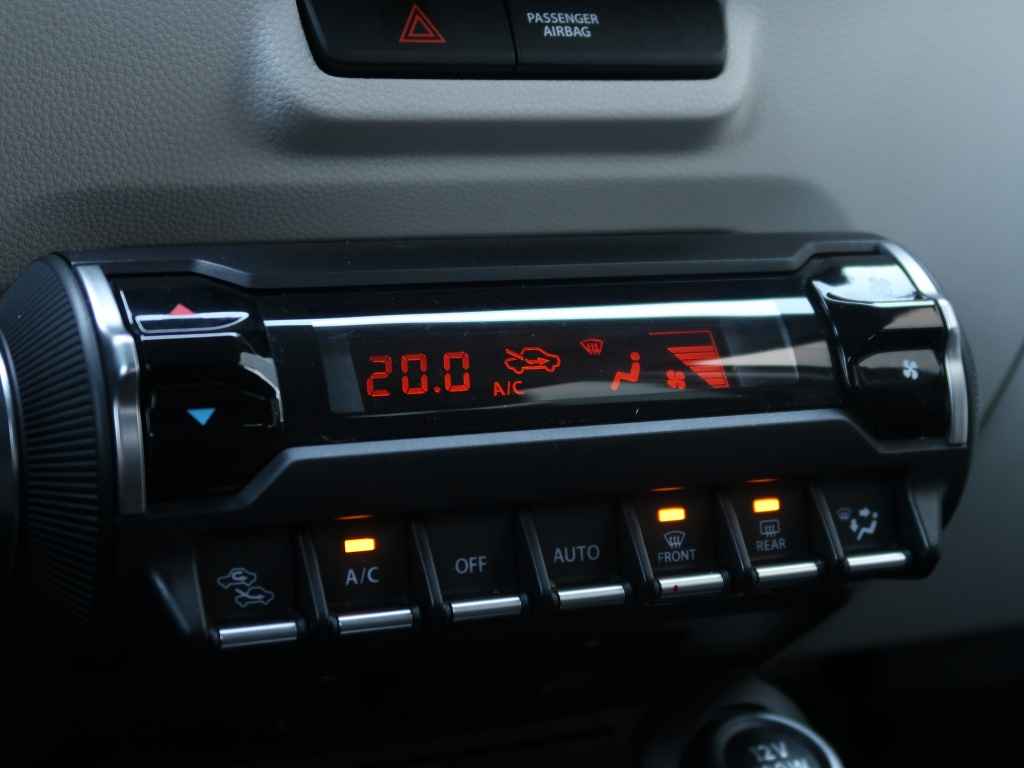 PASSENGER
AIRBAG
20.0
A/C
A/C
OFF
AUTO
FRONT
REAR
12V